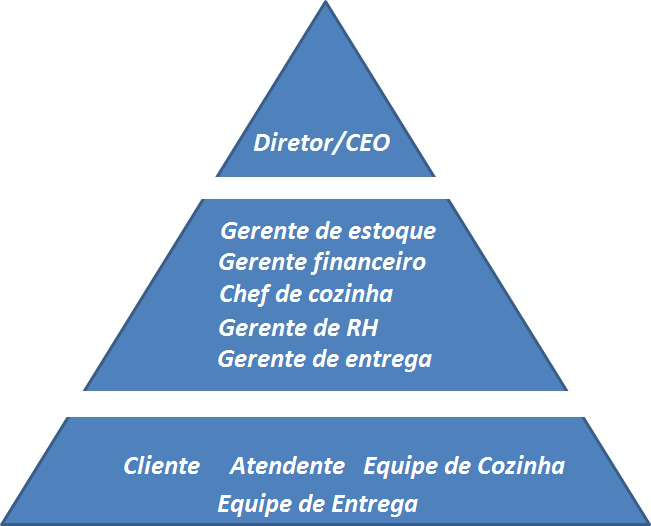 Diretor/CEO
Gerente de estoque
Gerente financeiro
Chef de cozinha
Gerente de RH
Gerente de entrega
Cliente Atendente Equipe de Cozinha
Equipe de Entrega